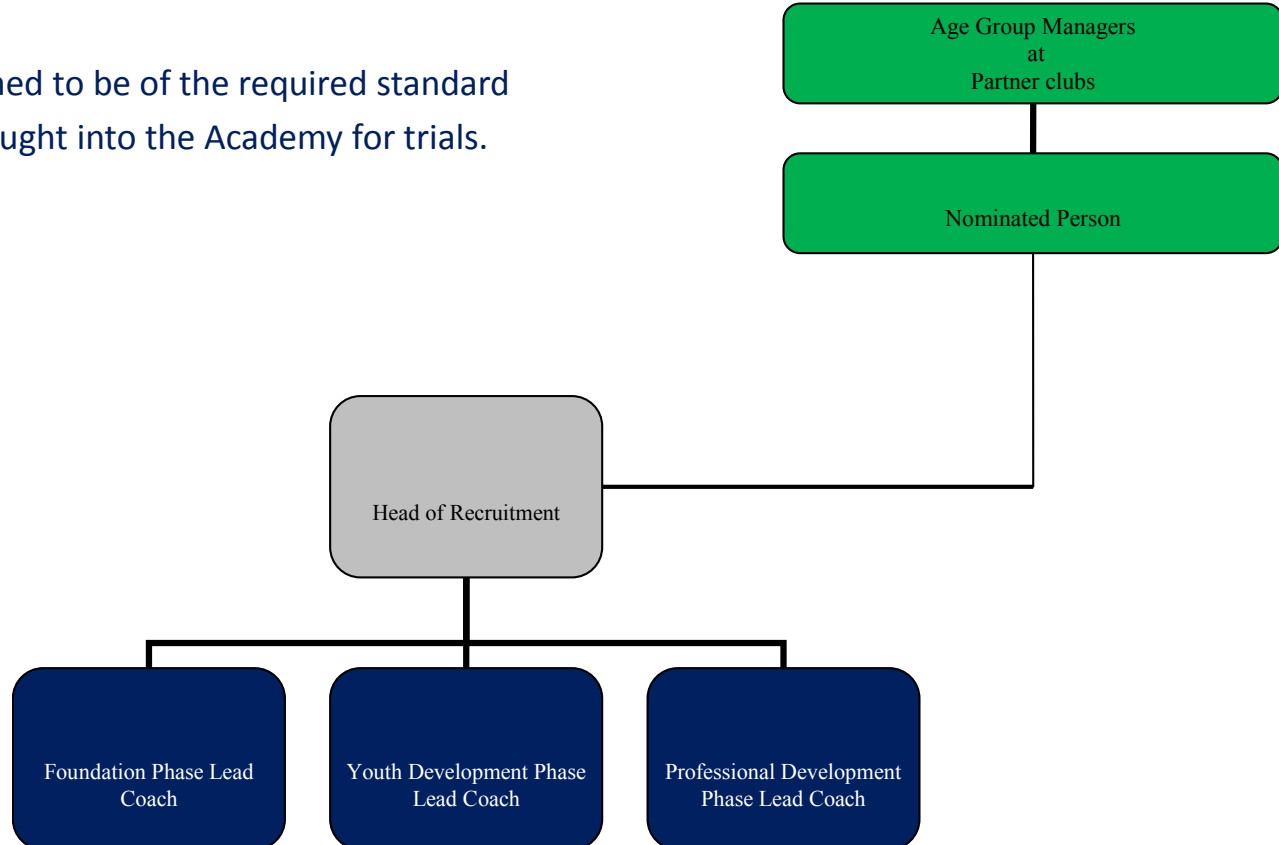 ned to be of the required standard
ught into the Academy for trials.
Age Group Managers
at
Partner clubs
Nominated Person
Head of Recruitment
Foundation Phase Lead
Coach
Youth Development Phase
Lead Coach
Professional Development
Phase Lead Coach